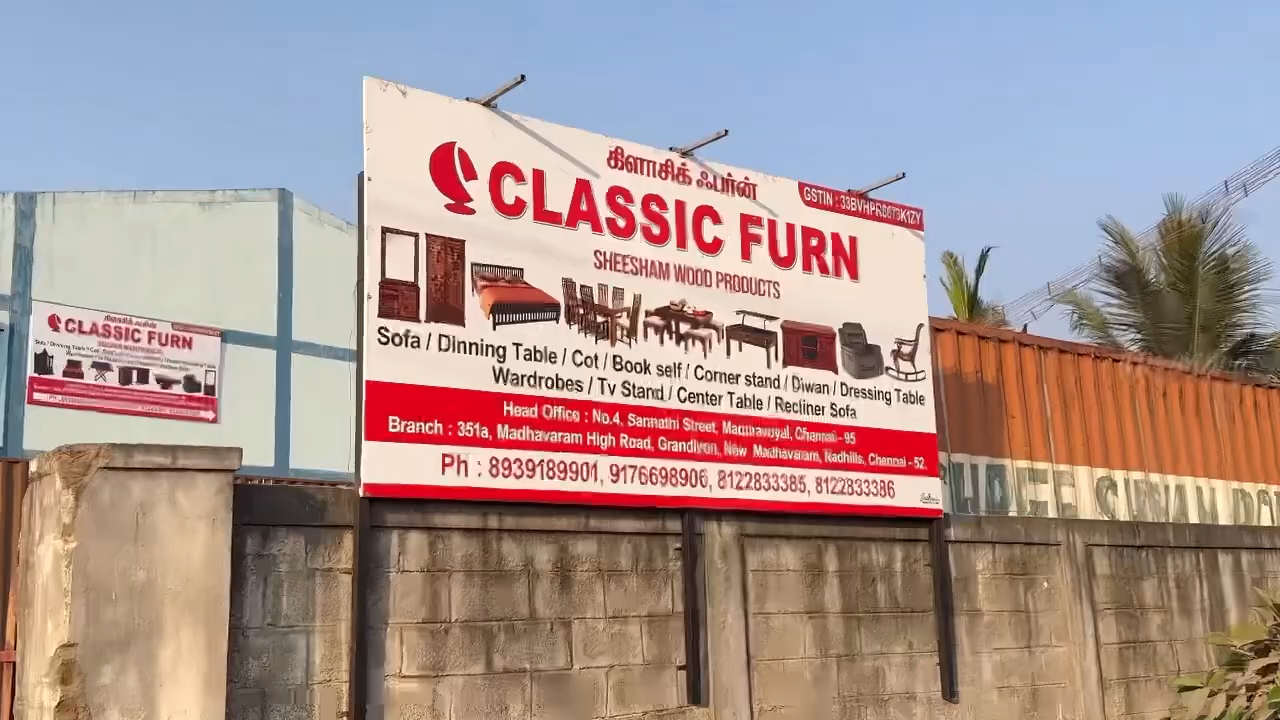 கிளாசிக் ஃபர்ன்
CLASSIC FURN
SHEESHAM WOOD PRODUCTS
Sofa / Dinning Table / Cot / Book self / Corner stand / Diwan / Dressing Table
Wardrobes / Tv Stand / Center Table / Recliner Sofa
Head Office : No.4, Sannathi Street, Maduravoyal, Chennai - 95
Branch : 351a, Madhavaram High Road, Grandlyon, New Madhavaram, Redhills, Chennai - 52.
Ph : 8939189901, 9176698906, 8122833385, 8122833386
GSTIN :
கிளாசிக் ஃபர்ன்
CLASSIC FURN